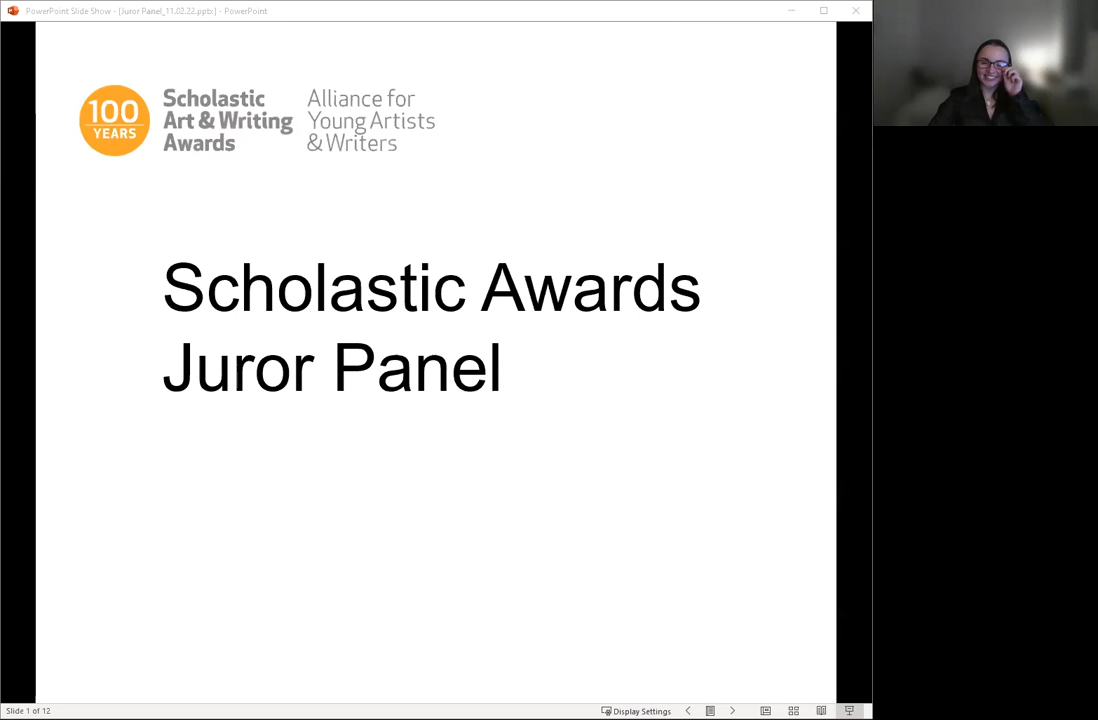 PowerPoint Slide Show - [Juror Panel_11.02.22.pptx] - PowerPoint
100
YEARS
Scholastic
Art & Writing
Awards
Alliance for
Young Artists
& Writers
Scholastic Awards
Juror Panel
Slide 1 of 12
Display Settings